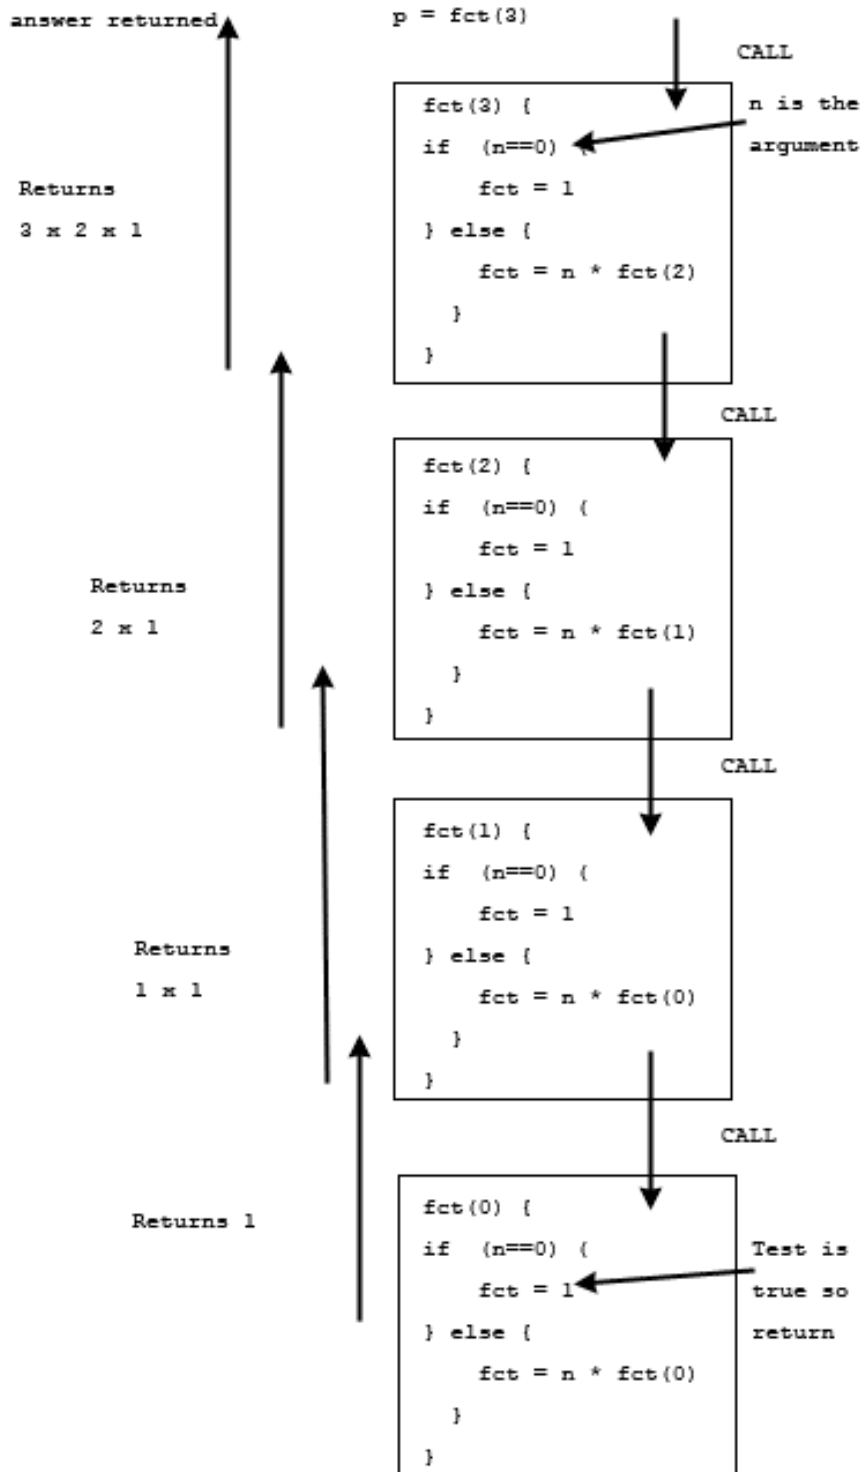 answer returned
p = fct(3)
CALL
fct(3) {
n is the
if (n==0) {
argument
Returns
fct = 1
3 x 2 x 1
} else {
fct = n * fct(2)
}
}
CALL
fct(2) {
if (n==0) {
fct = 1
Returns
} else {
2 x 1
fct = n * fct(1)
}
}
CALL
fct(1) {
if (n==0) {
fct = 1
Returns
} else {
1 x 1
fct = n * fct(0)
}
}
CALL
fct(0) {
Returns 1
if (n==0) {
Test is
fct = 1
true so
} else {
return
fct = n * fct(0)
}
}